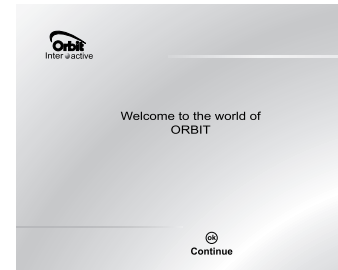 Orbit
Inter active
Welcome to the world of
ORBIT
ok
Continue